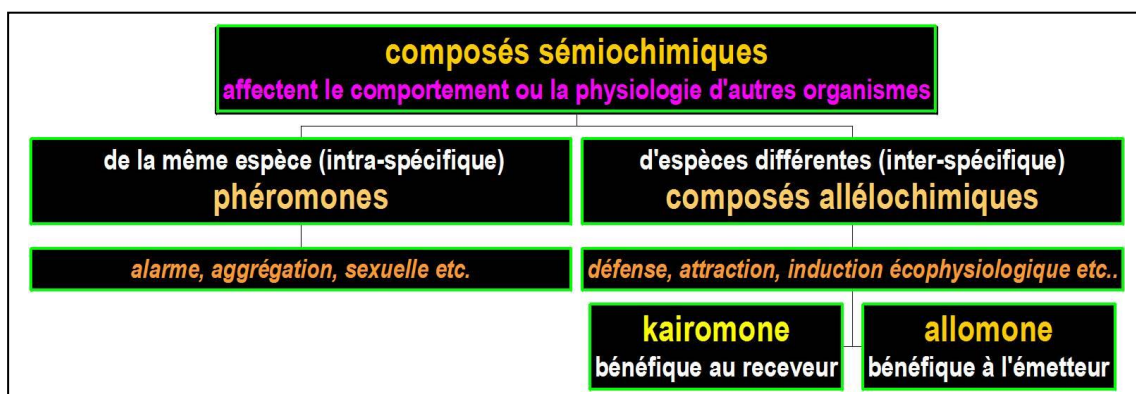 composés sémiochimiques
affectent le comportement ou la physiologie d'autres organismes
de la même espèce (intra-spécifique)
phéromones
d'espèces différentes (inter-spécifique)
composés allélochimiques
alarme, aggrégation, sexuelle etc.
défense, attraction, induction écophysiologique etc..
kairomone
bénéfique au receveur
allomone
bénéfique à l'émetteur